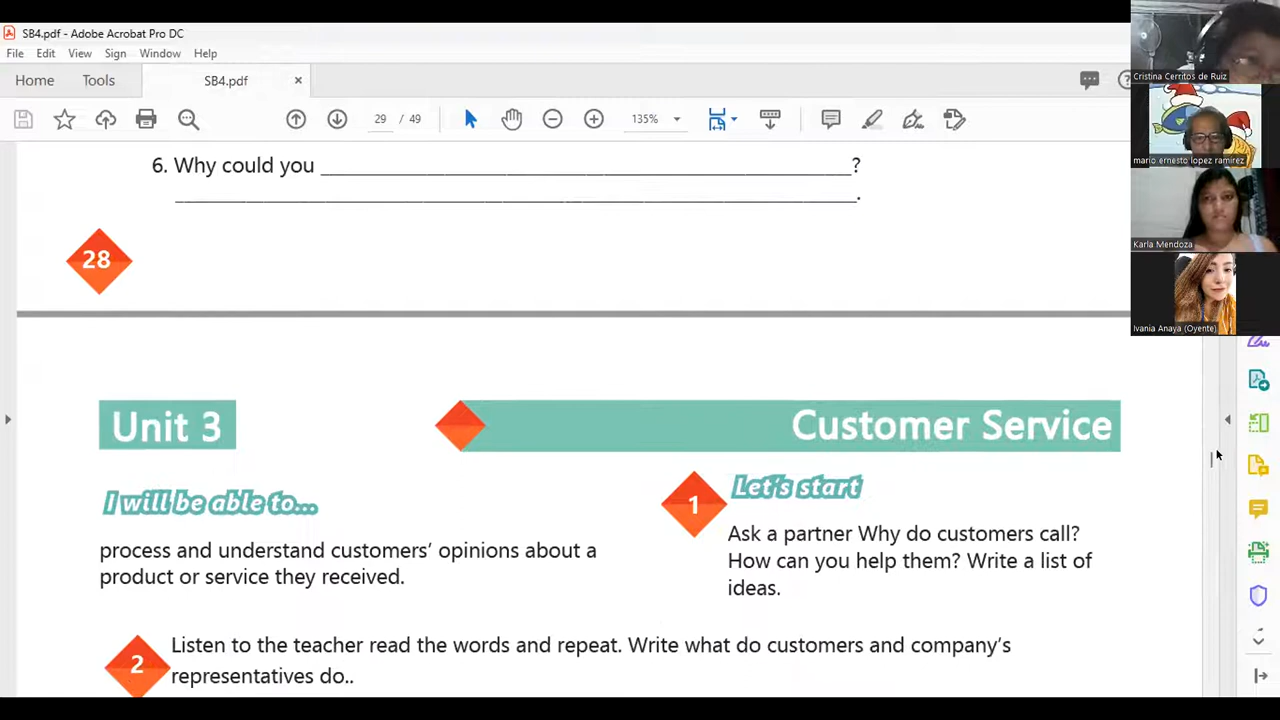 SB4.pdf - Adobe Acrobat Pro DC
File Edit View Sign Window Help
Home Tools SB4.pdf ×
29 / 49 135%
6. Why could you ______________________________?
______________________________.
28
Unit 3
Customer Service
I will be able to...
process and understand customers' opinions about a
product or service they received.
1
Let's start
Ask a partner Why do customers call?
How can you help them? Write a list of
ideas.
2
Listen to the teacher read the words and repeat. Write what do customers and company's
representatives do..
Cristina Cerritos de Ruiz
mario ernesto lopez ramirez
Karla Mendoza
Ivania Anaya (Oyente)